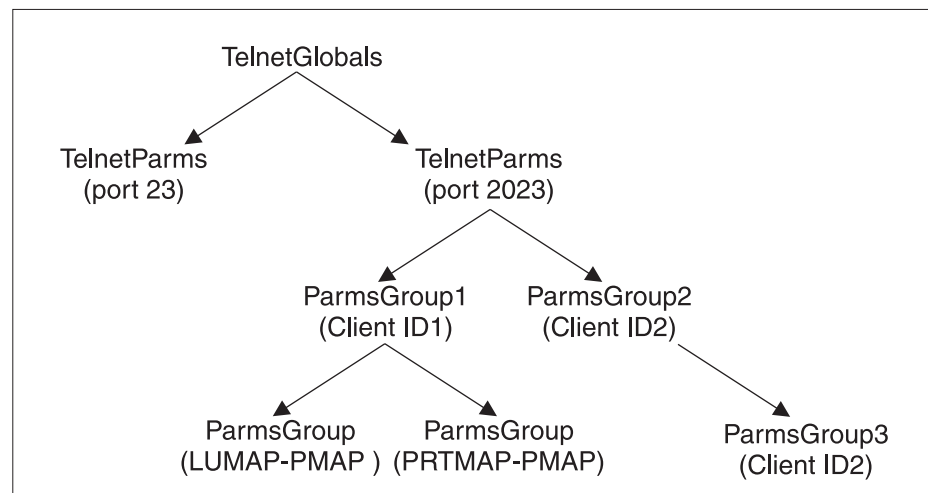 TelnetGlobals
TelnetParms
(port 23)
TelnetParms
(port 2023)
ParmsGroup1
(Client ID1)
ParmsGroup2
(Client ID2)
ParmsGroup
(LUMAP-PMAP )
ParmsGroup
(PRTMAP-PMAP)
ParmsGroup3
(Client ID2)